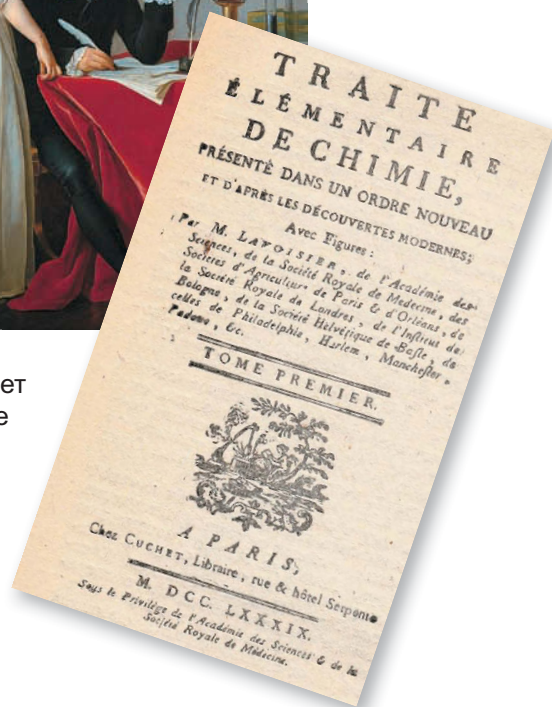 et
e
TRAITÉ
ÉLÉMENTAIRE
DE CHIMIE,
PRÉSENTÉ DANS UN ORDRE NOUVEAU
ET D'APRÈS LES DÉCOUVERTES MODERNES;
Avec Figures :
Par M. LAVOISIER, de l'Académie des
Sciences, de la Société Royale de Médecine, des
Sociétés d'Agriculture de Paris & d'Orléans, de
la Société Royale de Londres, de l'Institut de
Bologne, de la Société Helvétique de Basle, de
celles de Philadelphie, Harlem, Manchester,
Padoue, &c.
TOME PREMIER.
A PARIS,
Chez CUCHET, Libraire, rue & hôtel Serpente
M. DCC. LXXXIX.
Sous le Privilège de l'Académie des Sciences & de la
Société Royale de Médecine.